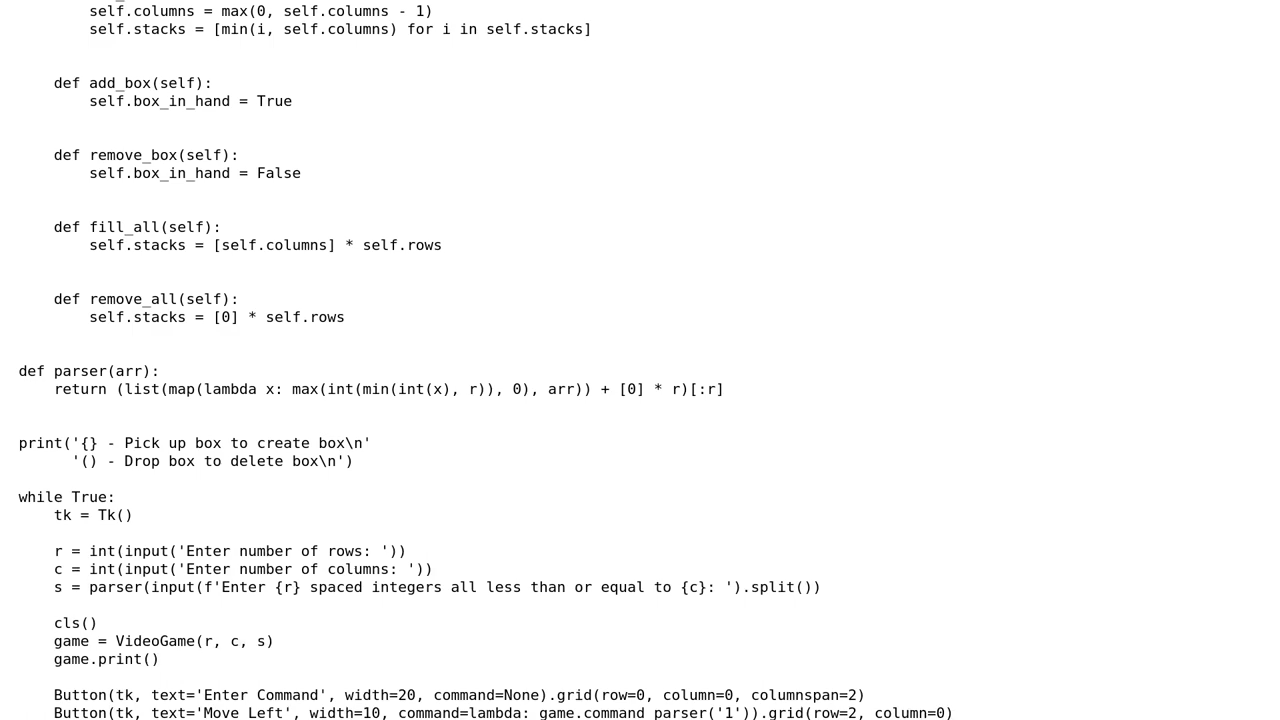 self.columns = max(0, self.columns - 1)
        self.stacks = [min(i, self.columns) for i in self.stacks]
    def add_box(self):
        self.box_in_hand = True
    def remove_box(self):
        self.box_in_hand = False
    def fill_all(self):
        self.stacks = [self.columns] * self.rows
    def remove_all(self):
        self.stacks = [0] * self.rows
def parser(arr):
    return (list(map(lambda x: max(int(min(int(x), r)), 0), arr)) + [0] * r)[:r]
print('{} - Pick up box to create box\n'
      '() - Drop box to delete box\n')
while True:
    tk = Tk()
    r = int(input('Enter number of rows: '))
    c = int(input('Enter number of columns: '))
    s = parser(input(f'Enter {r} spaced integers all less than or equal to {c}: ').split())
    cls()
    game = VideoGame(r, c, s)
    game.print()
    Button(tk, text='Enter Command', width=20, command=None).grid(row=0, column=0, columnspan=2)
    Button(tk, text='Move Left', width=10, command=lambda: game.command_parser('1')).grid(row=2, column=0)